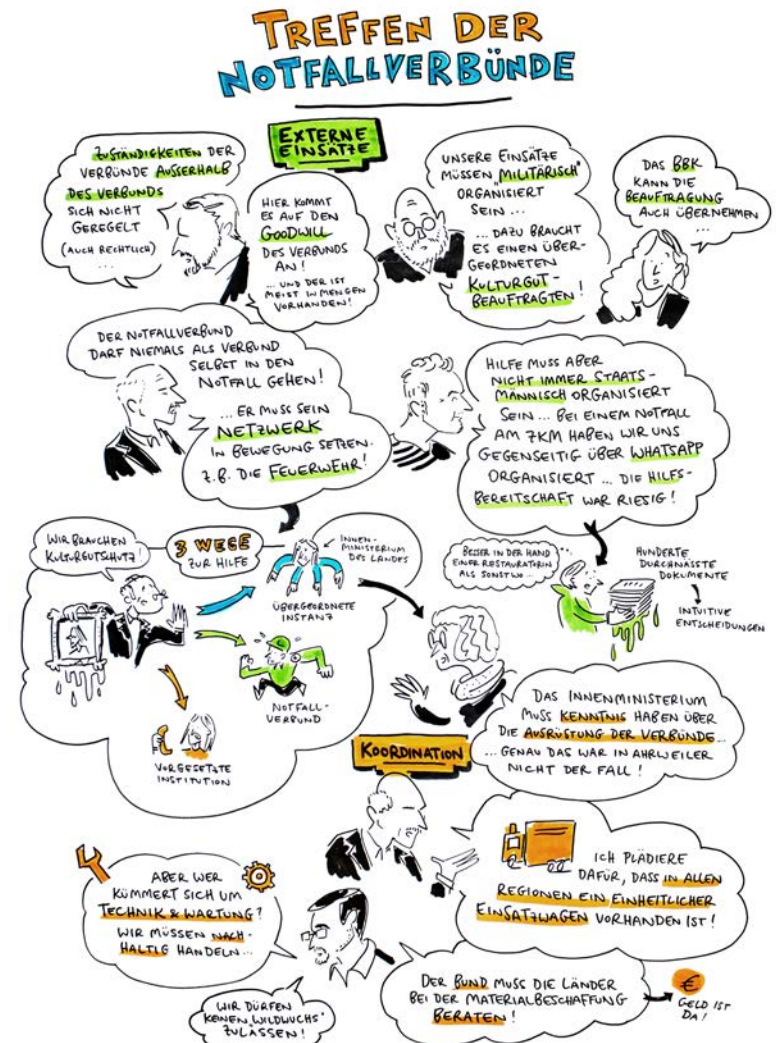 TREFFEN DER
NOTFALLVERBÜNDE
EXTERNE
EINSÄTZE
ZUSTÄNDIGKEITEN DER
VERBÜNDE AUSSERHALB
DES VERBUNDS
SICH NICHT
GEREGELT
(AUCH RECHTLICH)
...
HIER KOMMT
ES AUF DEN
GOODWILL
DES VERBUNDS
AN!
... UND DER IST
MEIST IN MENGEN
VORHANDEN!
UNSERE EINSÄTZE
MÜSSEN „MILITÄRISCH"
ORGANISIERT
SEIN ...
... DAZU BRAUCHT
ES EINEN ÜBER-
GEORDNETEN
KULTURGUT-
BEAUFTRAGTEN!
DAS BBK
KANN DIE
BEAUFTRAGUNG
AUCH ÜBERNEHMEN
...
DER NOTFALLVERBUND
DARF NIEMALS ALS VERBUND
SELBST IN DEN
NOTFALL GEHEN!
... ER MUSS SEIN
NETZWERK
IN BEWEGUNG SETZEN.
Z.B. DIE FEUERWEHR!
HILFE MUSS ABER
NICHT IMMER STAATS-
MÄNNISCH ORGANISIERT
SEIN ... BEI EINEM NOTFALL
AM 7KM HABEN WIR UNS
GEGENSEITIG ÜBER WHATSAPP
ORGANISIERT ... DIE HILFS-
BEREITSCHAFT WAR RIESIG!
WIR BRAUCHEN
KULTURGUTSCHUTZ!
3 WEGE
ZUR HILFE
INNEN-
MINISTERIUM
DES LANDES
ÜBERGEORDNETE
INSTANZ
NOTFALL-
VERBUND
VORGESETZTE
INSTITUTION
BESSER IN DER HAND
EINER RESTAURATORIN
ALS SONSTWO ...
HUNDERTE
DURCHNÄSSTE
DOKUMENTE
INTUITIVE
ENTSCHEIDUNGEN
DAS INNENMINISTERIUM
MUSS KENNTNIS HABEN ÜBER
DIE AUSRÜSTUNG DER VERBÜNDE...
... GENAU DAS WAR IN AHRWEILER
NICHT DER FALL!
KOORDINATION
ICH PLÄDIERE
DAFÜR, DASS IN ALLEN
REGIONEN EIN EINHEITLICHER
EINSATZWAGEN VORHANDEN IST!
ABER WER
KÜMMERT SICH UM
TECHNIK & WARTUNG?
WIR MÜSSEN NACH-
HALTIG HANDELN...
WIR DÜRFEN
KEINEN „WILDWUCHS"
ZULASSEN!
DER BUND MUSS DIE LÄNDER
BEI DER MATERIALBESCHAFFUNG
BERATEN!
€
GELD IST
DA!